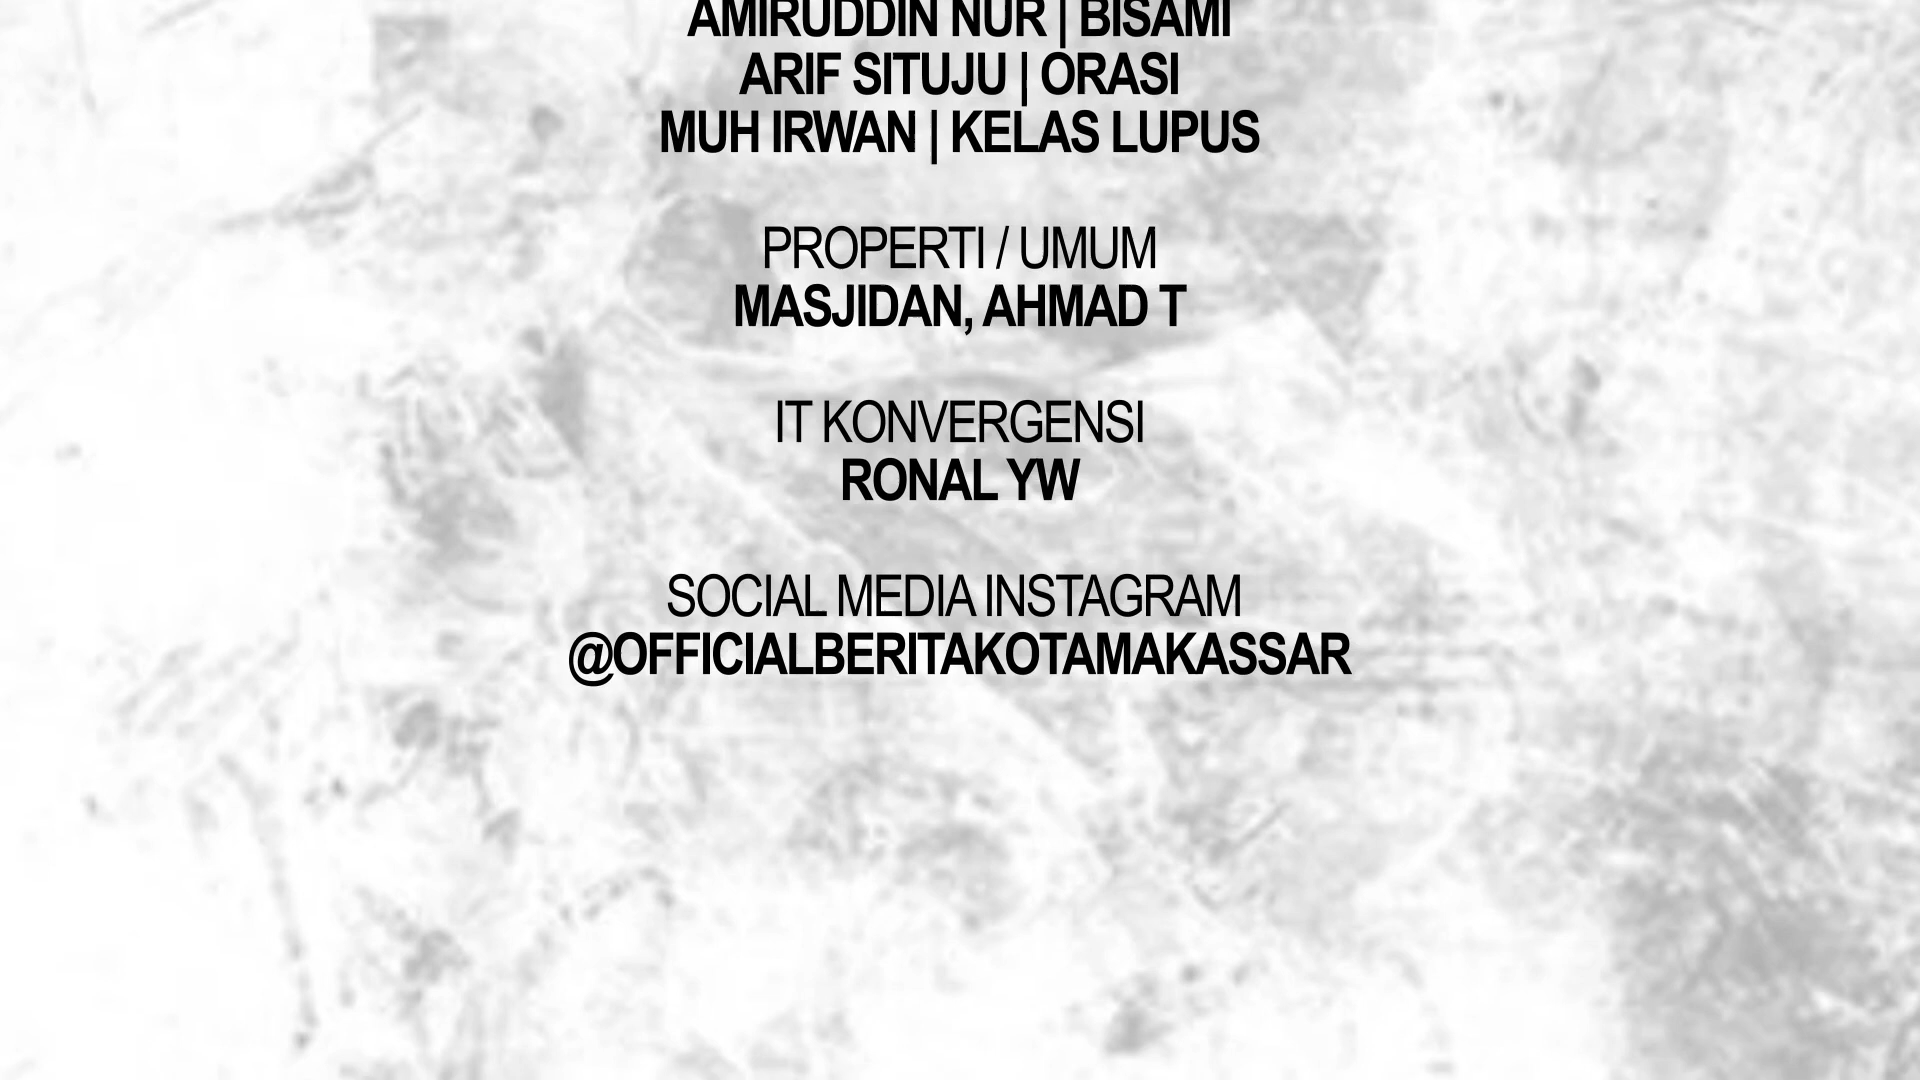 AMIRUDDIN NUR | BISAMI
ARIF SITUJU | ORASI
MUH IRWAN | KELAS LUPUS
PROPERTI / UMUM
MASJIDAN, AHMAD T
IT KONVERGENSI
RONAL YW
SOCIAL MEDIA INSTAGRAM
@OFFICIALBERITAKOTAMAKASSAR